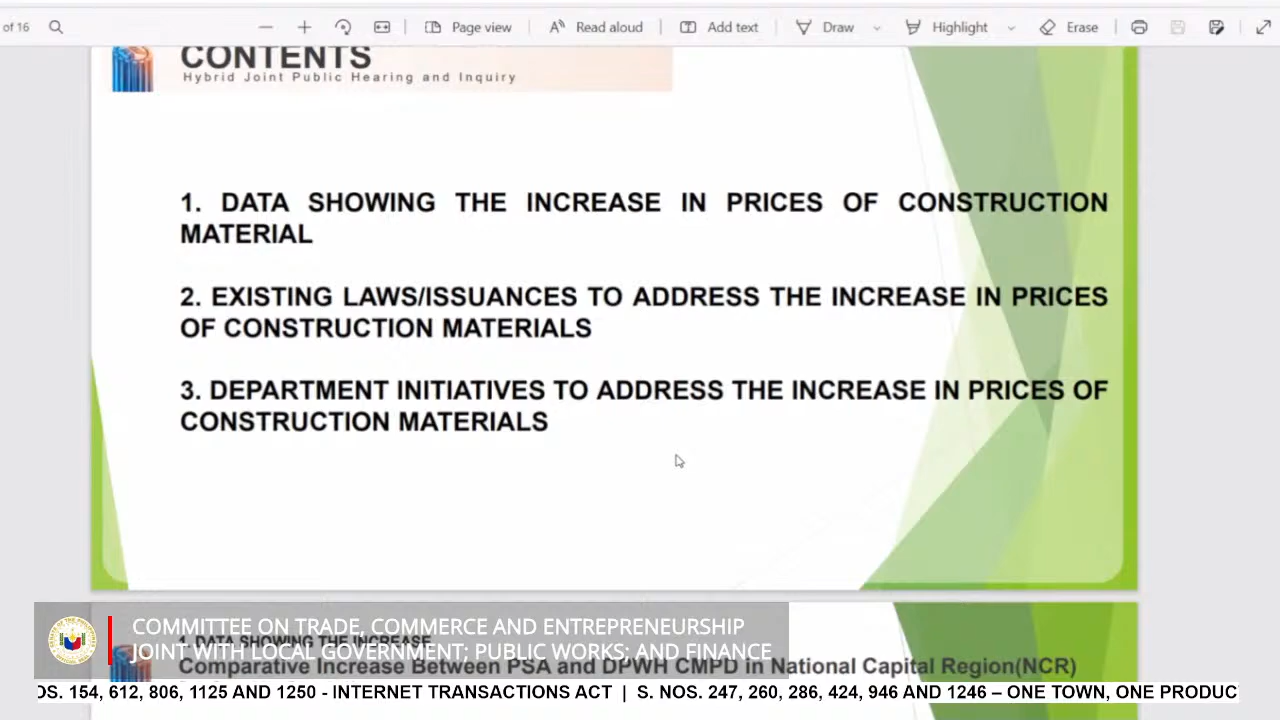 of 16
Page view
Read aloud
Add text
Draw
Highlight
Erase
CONTENTS
Hybrid Joint Public Hearing and Inquiry
1. DATA SHOWING THE INCREASE IN PRICES OF CONSTRUCTION
MATERIAL
2. EXISTING LAWS/ISSUANCES TO ADDRESS THE INCREASE IN PRICES
OF CONSTRUCTION MATERIALS
3. DEPARTMENT INITIATIVES TO ADDRESS THE INCREASE IN PRICES OF
CONSTRUCTION MATERIALS
COMMITTEE ON TRADE, COMMERCE AND ENTREPRENEURSHIP
1. DATA SHOWING THE INCREASE
JOINT WITH LOCAL GOVERNMENT; PUBLIC WORKS; AND FINANCE
Comparative Increase Between PSA and DPWH CMPD in National Capital Region(NCR)
OS. 154, 612, 806, 1125 AND 1250 - INTERNET TRANSACTIONS ACT | S. NOS. 247, 260, 286, 424, 946 AND 1246 – ONE TOWN, ONE PRODUC